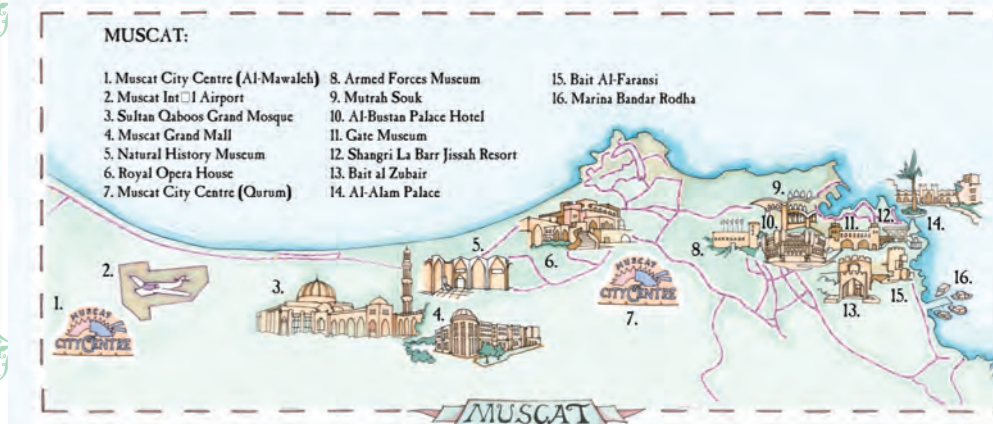 MUSCAT:
1. Muscat City Centre (Al-Mawaleh)
2. Muscat Int□l Airport
3. Sultan Qaboos Grand Mosque
4. Muscat Grand Mall
5. Natural History Museum
6. Royal Opera House
7. Muscat City Centre (Qurum)
8. Armed Forces Museum
9. Mutrah Souk
10. Al-Bustan Palace Hotel
11. Gate Museum
12. Shangri La Barr Jissah Resort
13. Bait al Zubair
14. Al-Alam Palace
15. Bait Al-Faransi
16. Marina Bandar Rodha
1.
MUSCAT
CITY CENTRE
2.
3.
4.
5.
6.
MUSCAT
CITY CENTRE
7.
8.
9.
10.
11.
12.
13.
14.
15.
16.
MUSCAT